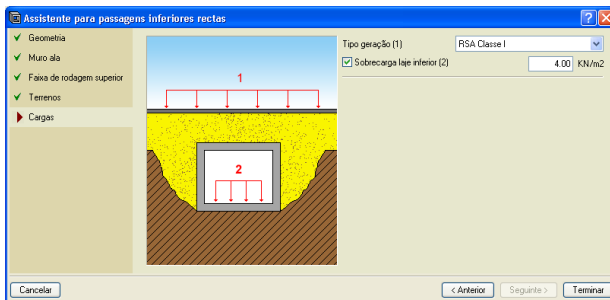 Assistente para passagens inferiores rectas
Geometria
Muro ala
Faixa de rodagem superior
Terrenos
Cargas
1
2
Tipo geração (1) RSA Classe I
Sobrecarga laje inferior (2) 4.00 KN/m2
Cancelar < Anterior Seguinte > Terminar